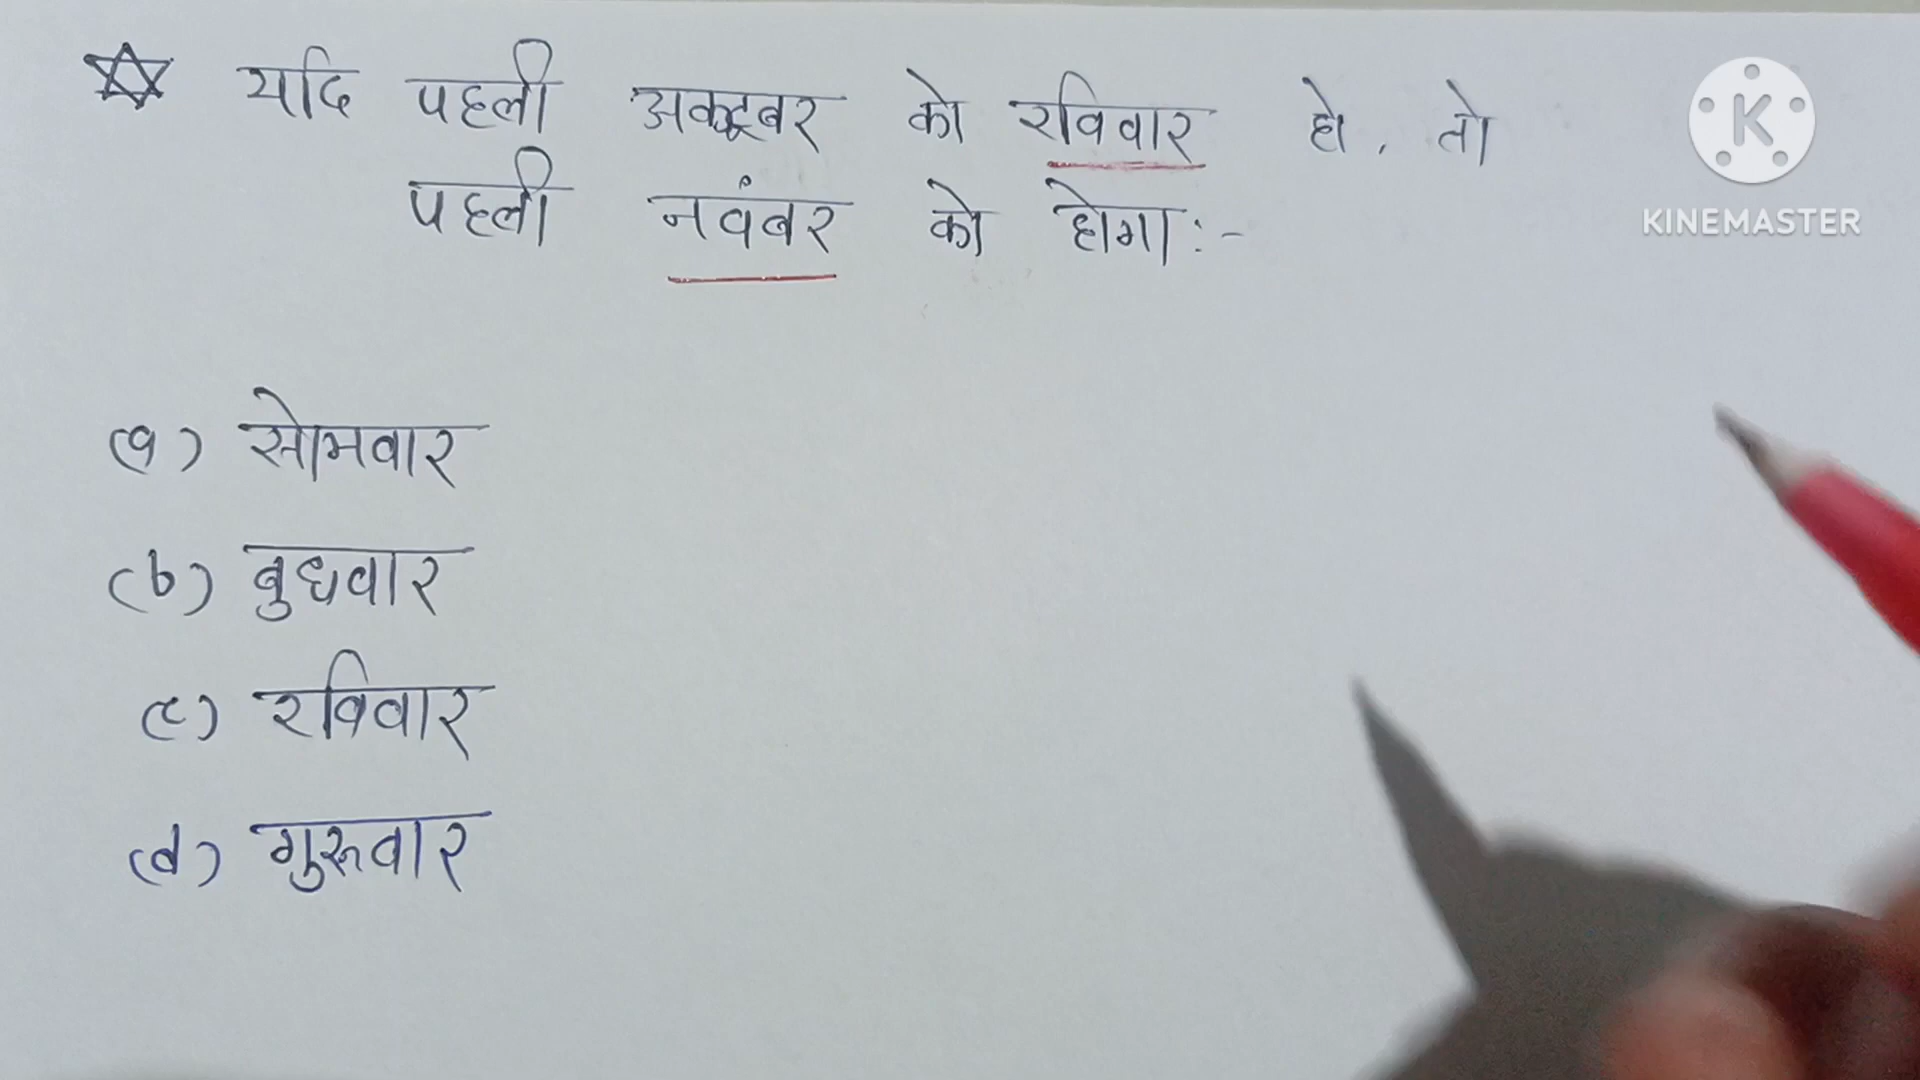 यदि पहली अक्टूबर को रविवार हो, तो
पहली नवंबर को होगा:-
(a) सोमवार
(b) बुधवार
(c) रविवार
(d) गुरुवार
K
KINEMASTER